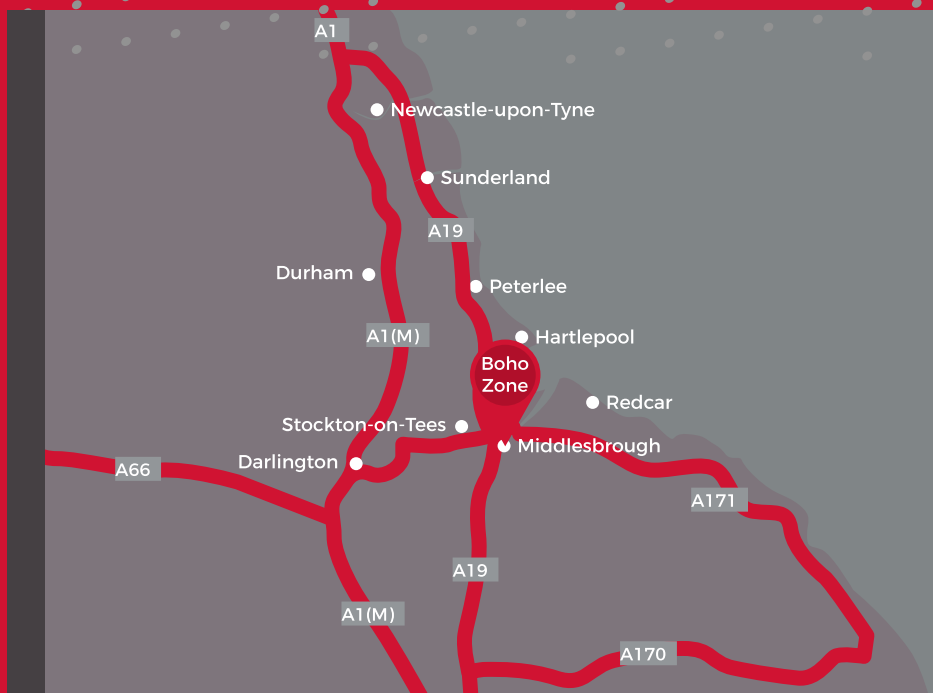 A1
Newcastle-upon-Tyne
Sunderland
A19
Durham
Peterlee
A1(M)
Hartlepool
Boho
Zone
Redcar
Stockton-on-Tees
Middlesbrough
Darlington
A66
A171
A19
A1(M)
A170